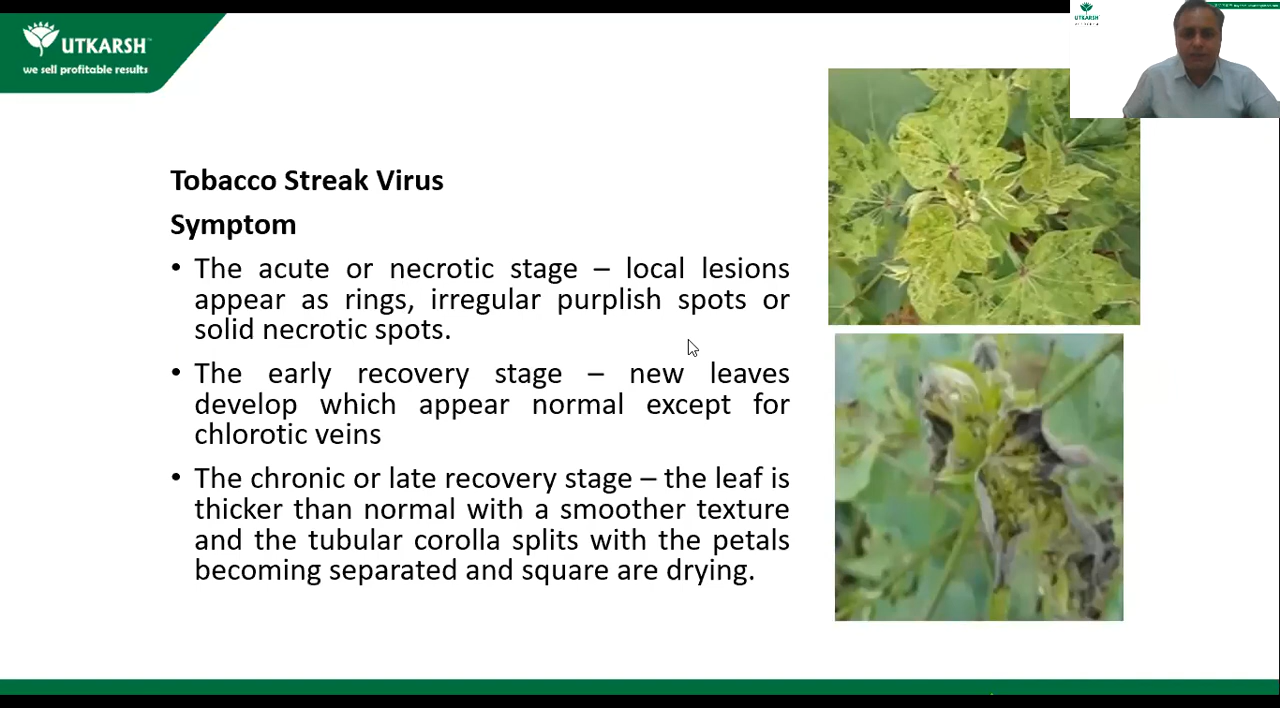 UTKARSH
we sell profitable results
Tobacco Streak Virus
Symptom
• The acute or necrotic stage – local lesions
appear as rings, irregular purplish spots or
solid necrotic spots.
• The early recovery stage – new leaves
develop which appear normal except for
chlorotic veins
• The chronic or late recovery stage – the leaf is
thicker than normal with a smoother texture
and the tubular corolla splits with the petals
becoming separated and square are drying.
UTKARSH